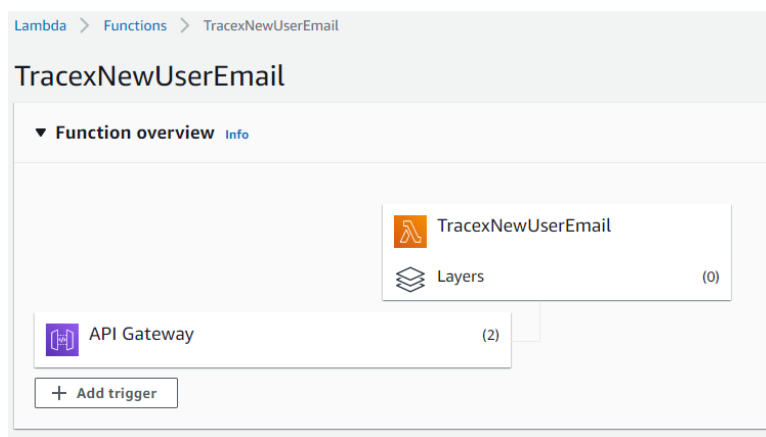 Lambda > Functions > TracexNewUserEmail
TracexNewUserEmail
Function overview Info
TracexNewUserEmail
Layers (0)
API Gateway (2)
+ Add trigger